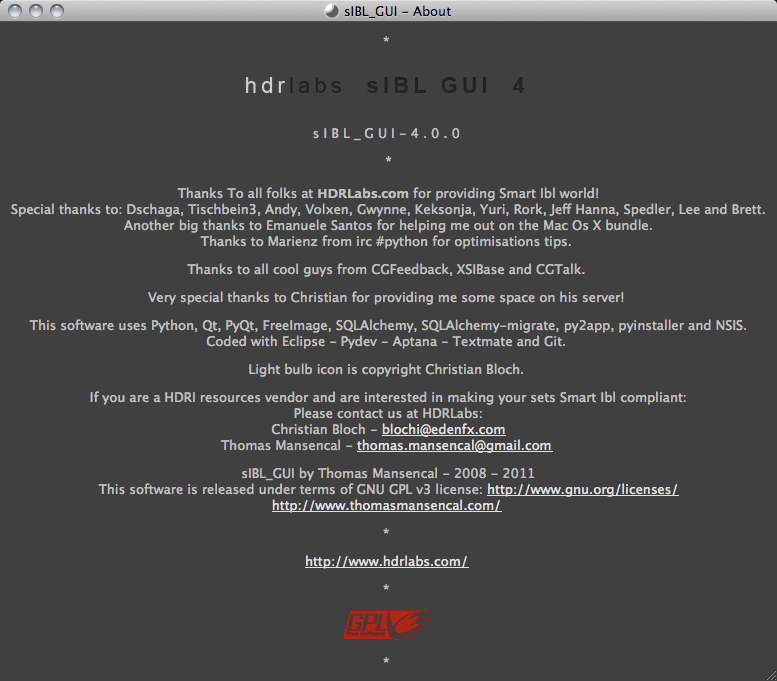 sIBL_GUI - About
*
hdrlabs sIBL GUI 4
sIBL_GUI-4.0.0
*
Thanks To all folks at HDRLabs.com for providing Smart Ibl world!
Special thanks to: Dschaga, Tischbein3, Andy, Volxen, Gwynne, Keksonja, Yuri, Rork, Jeff Hanna, Spedler, Lee and Brett.
Another big thanks to Emanuele Santos for helping me out on the Mac Os X bundle.
Thanks to Marienz from irc #python for optimisations tips.
Thanks to all cool guys from CGFeedback, XSIBase and CGTalk.
Very special thanks to Christian for providing me some space on his server!
This software uses Python, Qt, PyQt, FreeImage, SQLAlchemy, SQLAlchemy-migrate, py2app, pyinstaller and NSIS.
Coded with Eclipse - Pydev - Aptana - Textmate and Git.
Light bulb icon is copyright Christian Bloch.
If you are a HDRI resources vendor and are interested in making your sets Smart Ibl compliant:
Please contact us at HDRLabs:
Christian Bloch - blochi@edenfx.com
Thomas Mansencal - thomas.mansencal@gmail.com
sIBL_GUI by Thomas Mansencal - 2008 - 2011
This software is released under terms of GNU GPL v3 license: http://www.gnu.org/licenses/
http://www.thomasmansencal.com/
*
http://www.hdrlabs.com/
*
GPL
*